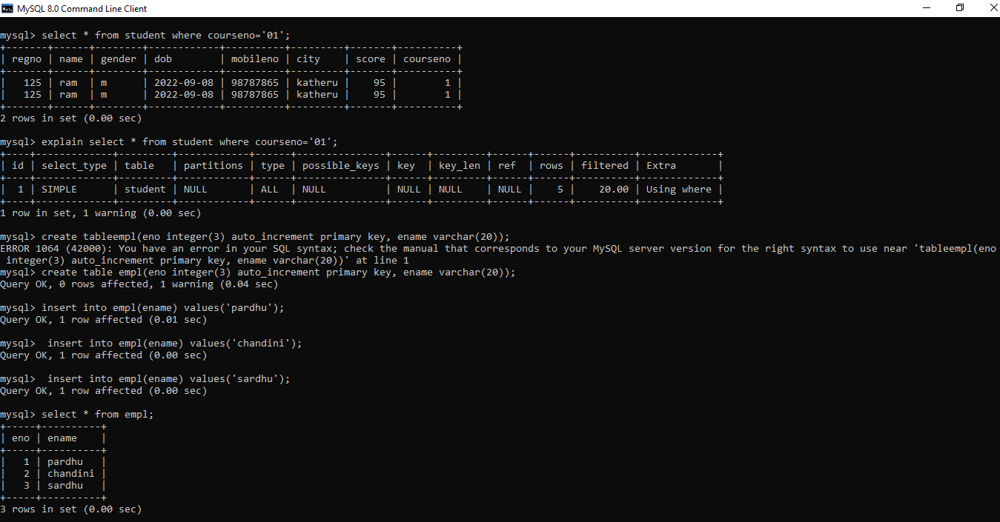 MySQL 8.0 Command Line Client
mysql> select * from student where courseno='01';
+-------+------+--------+------------+----------+---------+-------+----------+
| regno | name | gender | dob        | mobileno | city    | score | courseno |
+-------+------+--------+------------+----------+---------+-------+----------+
|   125 | ram  | m      | 2022-09-08 | 98787865 | katheru |    95 |        1 |
|   125 | ram  | m      | 2022-09-08 | 98787865 | katheru |    95 |        1 |
+-------+------+--------+------------+----------+---------+-------+----------+
2 rows in set (0.00 sec)
mysql> explain select * from student where courseno='01';
+----+-------------+---------+------------+------+---------------+------+---------+------+------+----------+-------------+
| id | select_type | table   | partitions | type | possible_keys | key  | key_len | ref  | rows | filtered | Extra       |
+----+-------------+---------+------------+------+---------------+------+---------+------+------+----------+-------------+
|  1 | SIMPLE      | student | NULL       | ALL  | NULL          | NULL | NULL    | NULL |    5 |    20.00 | Using where |
+----+-------------+---------+------------+------+---------------+------+---------+------+------+----------+-------------+
1 row in set, 1 warning (0.00 sec)
mysql> create tableempl(eno integer(3) auto_increment primary key, ename varchar(20));
ERROR 1064 (42000): You have an error in your SQL syntax; check the manual that corresponds to your MySQL server version for the right syntax to use near 'tableempl(eno
 integer(3) auto_increment primary key, ename varchar(20))' at line 1
mysql> create table empl(eno integer(3) auto_increment primary key, ename varchar(20));
Query OK, 0 rows affected, 1 warning (0.04 sec)
mysql> insert into empl(ename) values('pardhu');
Query OK, 1 row affected (0.01 sec)
mysql>  insert into empl(ename) values('chandini');
Query OK, 1 row affected (0.00 sec)
mysql>  insert into empl(ename) values('sardhu');
Query OK, 1 row affected (0.00 sec)
mysql> select * from empl;
+-----+----------+
| eno | ename    |
+-----+----------+
|   1 | pardhu   |
|   2 | chandini |
|   3 | sardhu   |
+-----+----------+
3 rows in set (0.00 sec)